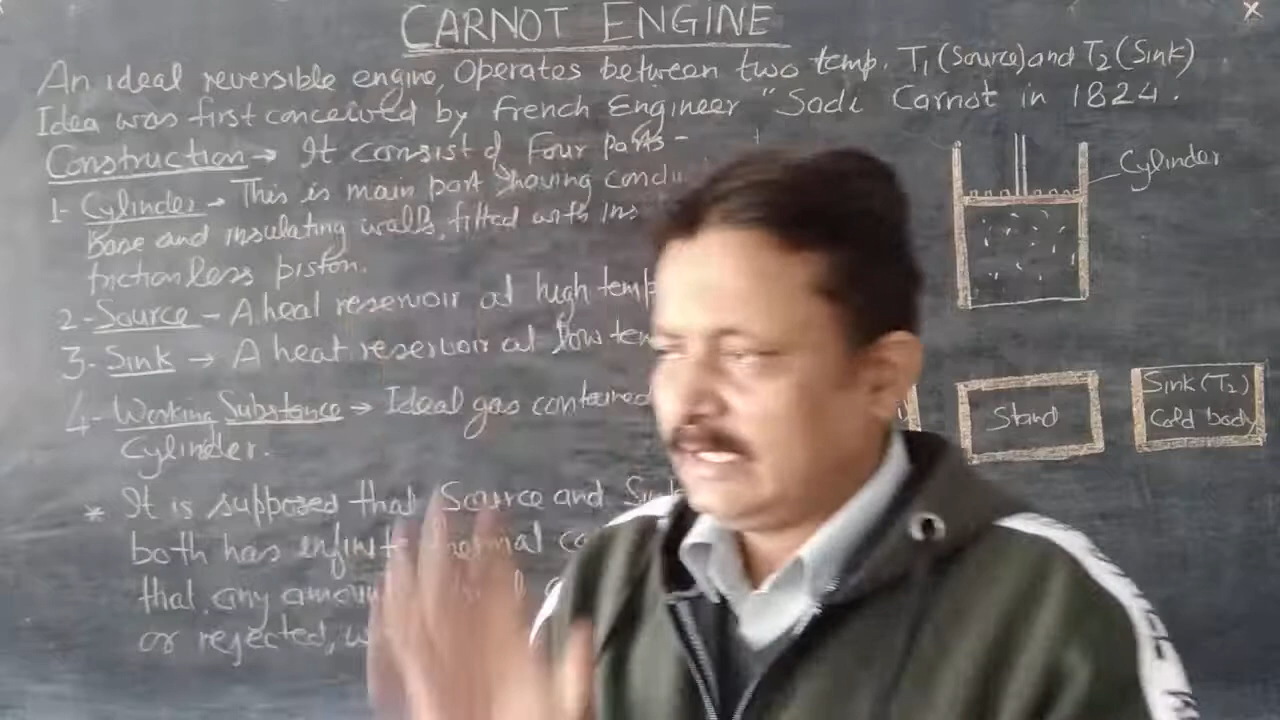 CARNOT ENGINE
An ideal reversible engine, Operates between two temp. T1 (Source) and T2 (Sink)
Idea was first conceived by French Engineer "Sadi Carnot in 1824.
Construction → It consist of Four parts -
1- Cylinder → This is main part having
Base and insulating walls, fitted with
frictionless piston.
2- Source - A heat reservoir at high temp
3- Sink → A heat reservoir at low
4- Working Substance → Ideal gas contained
Cylinder.
* It is supposed that Source and
both has
that, any
or rejected,
Cylinder
Stand
Sink (T2)
Cold body